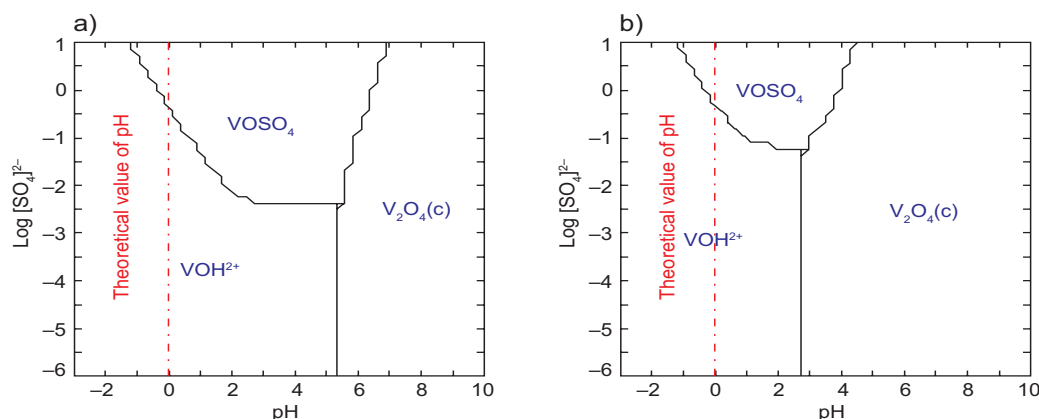 a)
1
0
–1
–2
–3
–4
–5
–6
Log [SO₄]²⁻
Theoretical value of pH
VOSO₄
VOH²⁺
V₂O₄(c)
–2 0 2 4 6 8 10
pH
b)
1
0
–1
–2
–3
–4
–5
–6
Log [SO₄]²⁻
Theoretical value of pH
VOSO₄
VOH²⁺
V₂O₄(c)
–2 0 2 4 6 8 10
pH